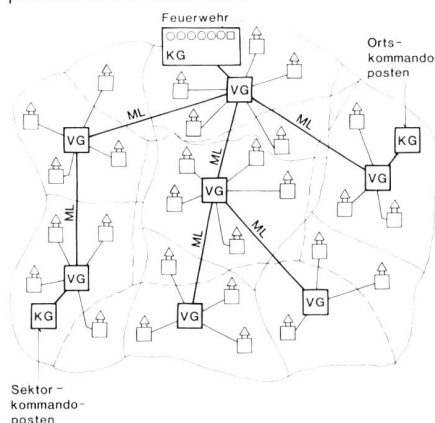 Feuerwehr
KG
Orts-
kommando
posten
VG
ML
ML
ML
VG
KG
VG
VG
ML
ML
ML
VG
KG
VG
VG
Sektor-
kommando-
posten